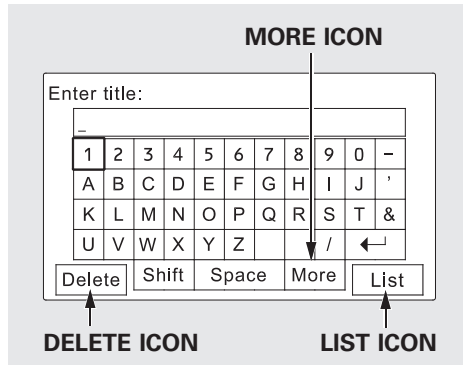 MORE ICON
Enter title:
_
1 2 3 4 5 6 7 8 9 0 –
A B C D E F G H I J ’
K L M N O P Q R S T &
U V W X Y Z / ↵
Delete Shift Space More List
DELETE ICON LIST ICON